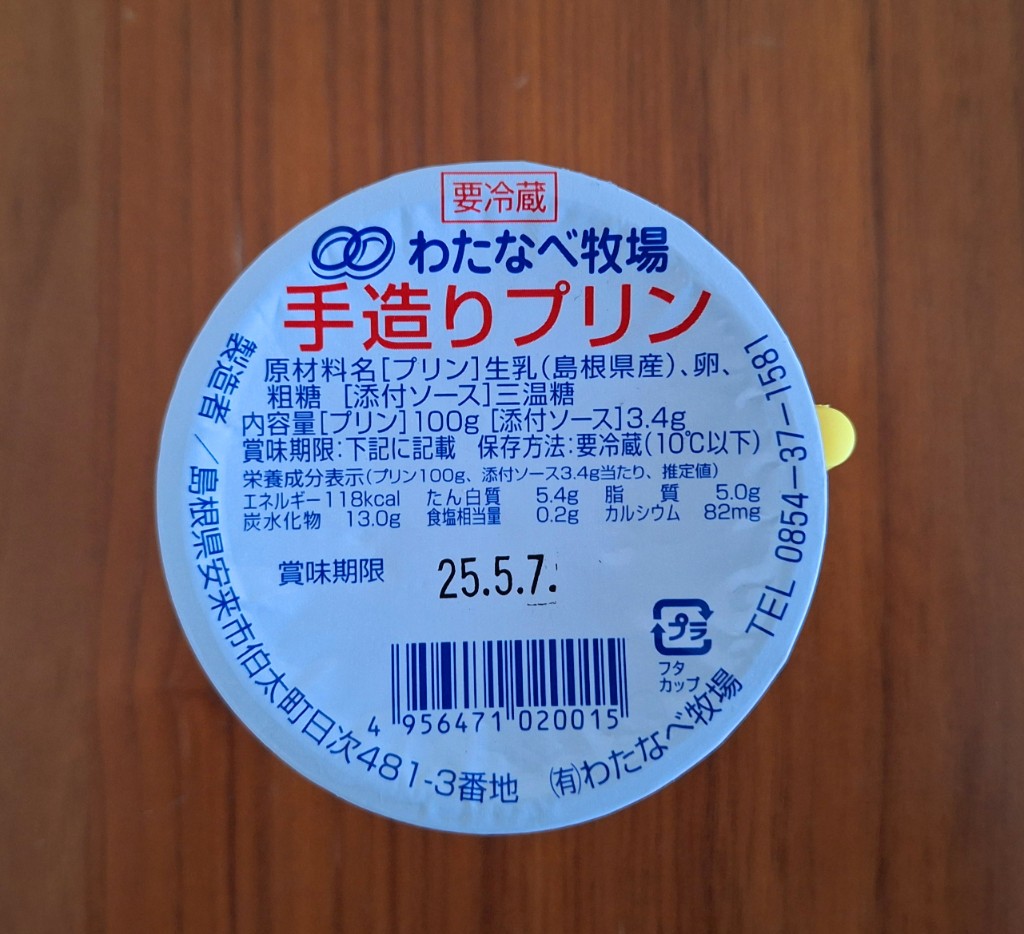 要冷蔵
わたなべ牧場
手造りプリン
原材料名[プリン]生乳(島根県産)、卵、
粗糖 [添付ソース]三温糖
内容量[プリン]100g [添付ソース]3.4g
賞味期限:下記に記載 保存方法:要冷蔵(10℃以下)
栄養成分表示(プリン100g、添付ソース3.4g当たり、推定値)
エネルギー118kcal たん白質 5.4g 脂質 5.0g
炭水化物 13.0g 食塩相当量 0.2g カルシウム 82mg
賞味期限 25.5.7.
プラ
フタ
カップ
4 956471 020015
製造者/島根県安来市伯太町日次481-3番地 (有)わたなべ牧場 TEL 0854-37-1581